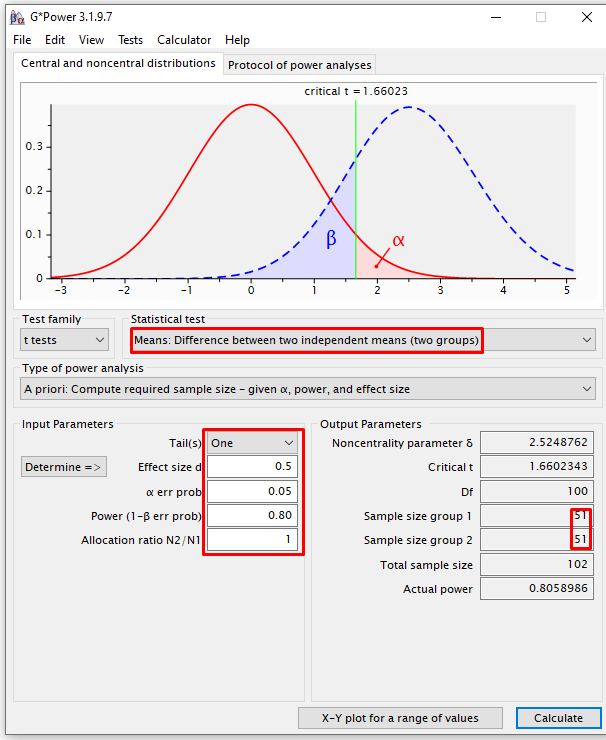 βα G*Power 3.1.9.7
File Edit View Tests Calculator Help
Central and noncentral distributions Protocol of power analyses
critical t = 1.66023
0.3
0.2
β α
0.1
0
-3 -2 -1 0 1 2 3 4 5
Test family Statistical test
t tests Means: Difference between two independent means (two groups)
Type of power analysis
A priori: Compute required sample size - given α, power, and effect size
Input Parameters Output Parameters
Tail(s) One Noncentrality parameter δ 2.5248762
Determine => Effect size d 0.5 Critical t 1.6602343
α err prob 0.05 Df 100
Power (1-β err prob) 0.80 Sample size group 1 51
Allocation ratio N2/N1 1 Sample size group 2 51
Total sample size 102
Actual power 0.8058986
X-Y plot for a range of values Calculate